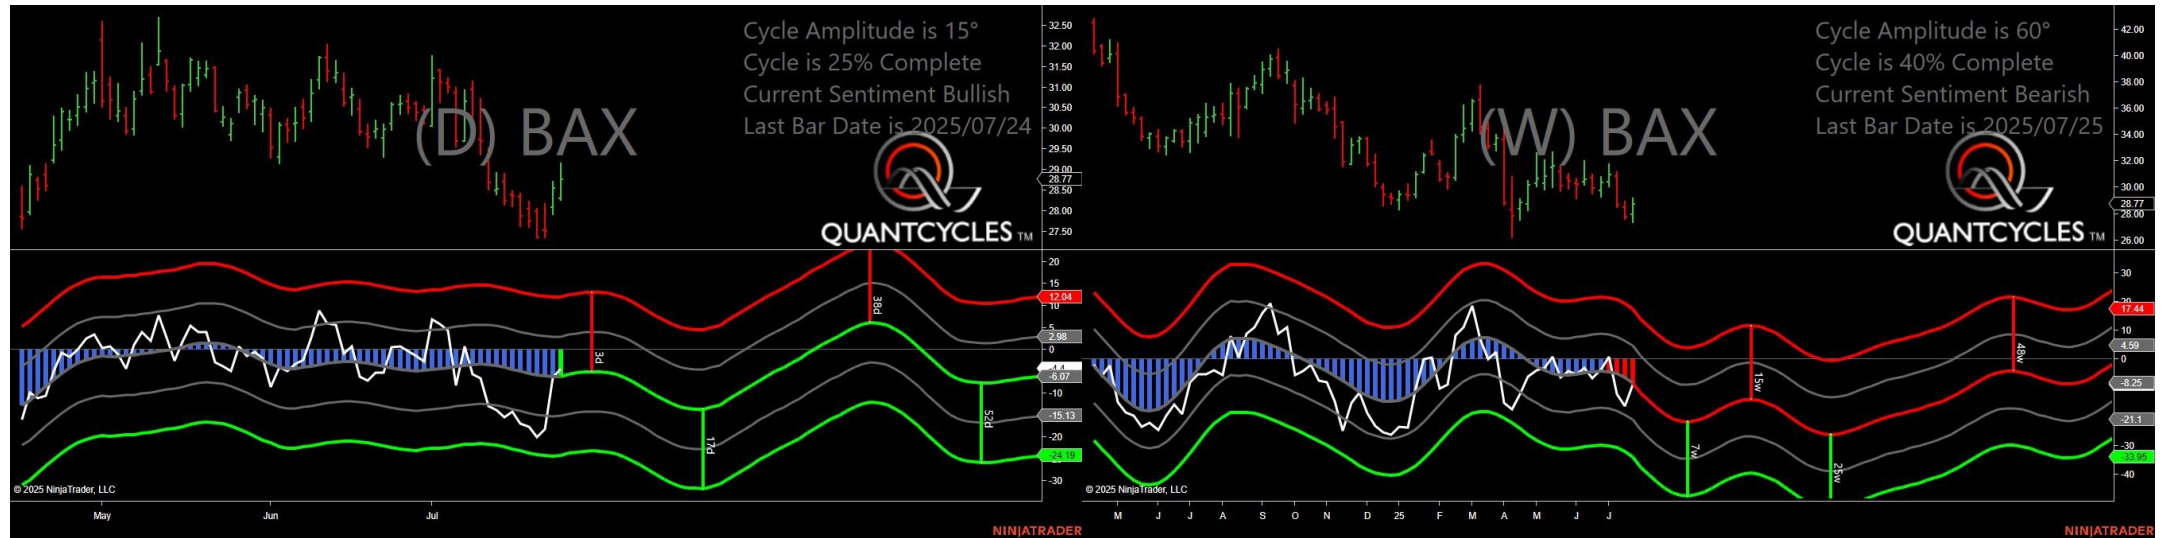 Cycle Amplitude is 15°
Cycle is 25% Complete
Current Sentiment Bullish
Last Bar Date is 2025/07/24
(D) BAX
QUANTCYCLES TM
32.50
32.00
31.50
31.00
30.50
30.00
29.50
29.00
28.77
28.50
28.00
27.50
20
15
12.04
10
5
2.98
0
-6.07
-10
-15.13
-20
-24.19
-30
3d
17d
38d
52d
© 2025 NinjaTrader, LLC
May
Jun
Jul
NINJATRADER
Cycle Amplitude is 60°
Cycle is 40% Complete
Current Sentiment Bearish
Last Bar Date is 2025/07/25
(W) BAX
QUANTCYCLES TM
42.00
40.00
38.00
36.00
34.00
32.00
30.00
28.77
28.00
26.00
30
20
17.44
10
4.59
0
-8.25
-21.1
-30
-33.95
-40
7w
15w
25w
48w
© 2025 NinjaTrader, LLC
M
J
J
A
S
O
N
D
25
F
M
A
M
J
J
NINJATRADER